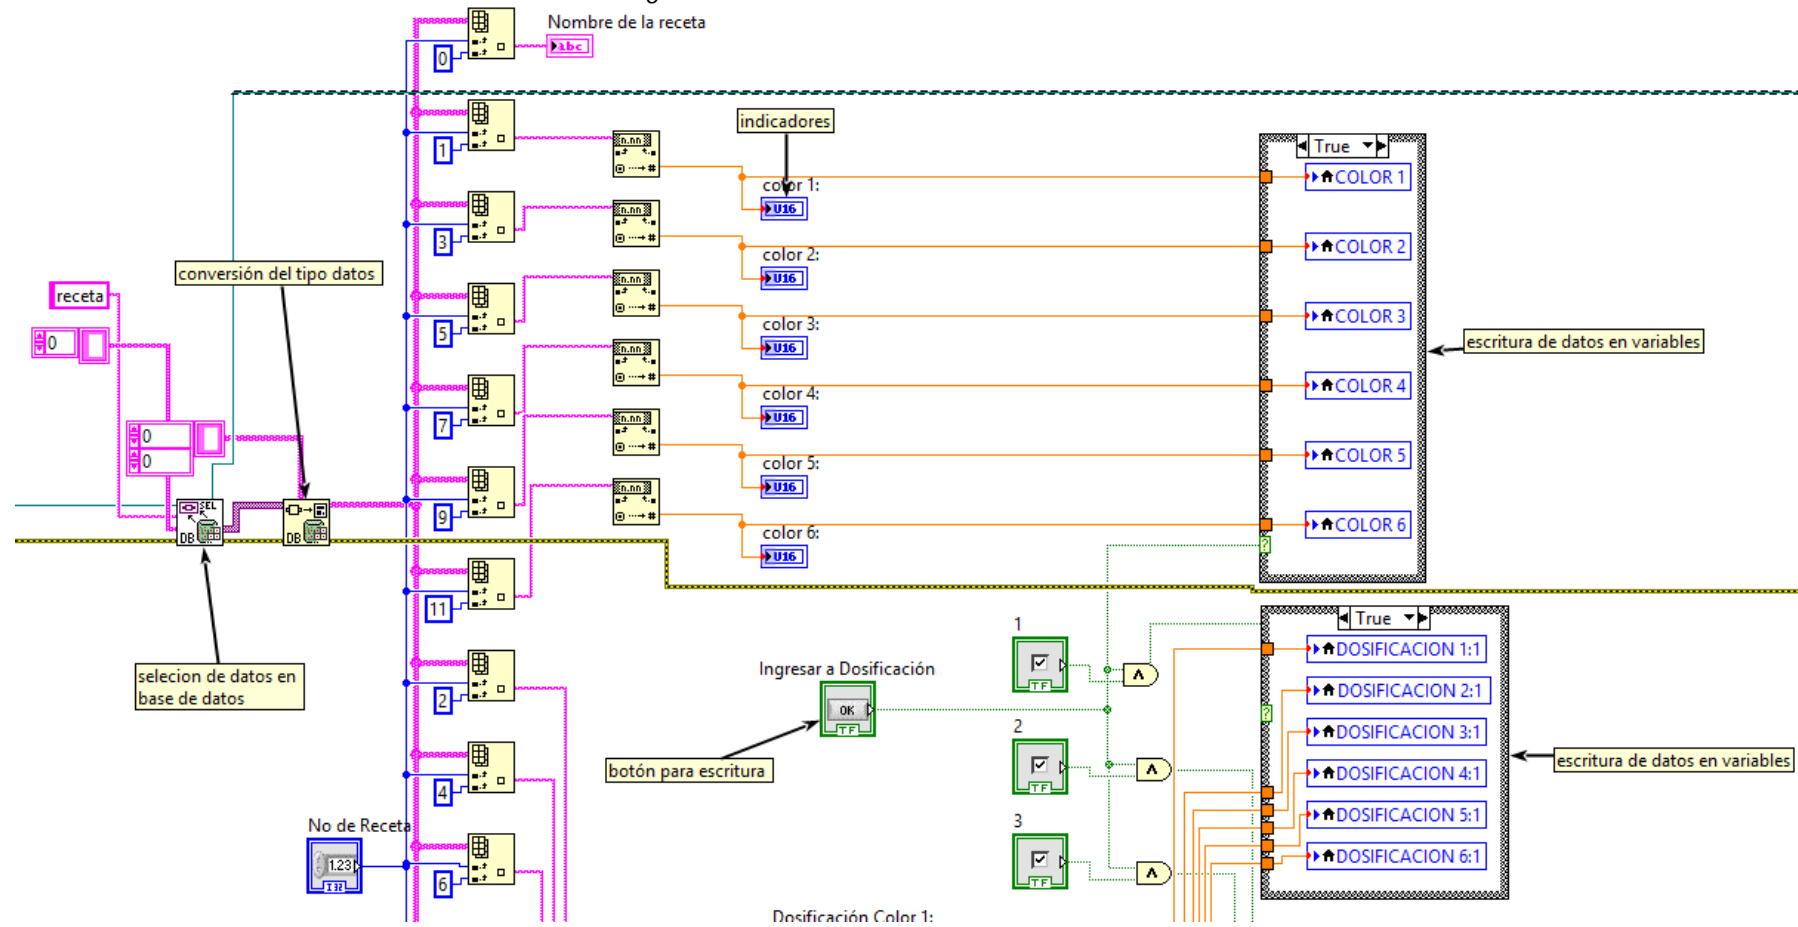 Nombre de la receta
abc
0
indicadores
1
n.nn
True
color 1:
U16
COLOR 1
3
n.nn
color 2:
U16
COLOR 2
conversión del tipo datos
receta
0
5
n.nn
color 3:
U16
COLOR 3
escritura de datos en variables
n.nn
color 4:
U16
COLOR 4
7
0
0
n.nn
color 5:
U16
COLOR 5
9
SEL
DB
DB
n.nn
color 6:
U16
COLOR 6
?
11
True
1
TF
DOSIFICACION 1:1
selecion de datos en
base de datos
2
Ingresar a Dosificación
OK
TF
DOSIFICACION 2:1
?
2
TF
DOSIFICACION 3:1
botón para escritura
4
DOSIFICACION 4:1
escritura de datos en variables
No de Receta
1.23
I32
3
TF
DOSIFICACION 5:1
6
DOSIFICACION 6:1
Dosificación Color 1: